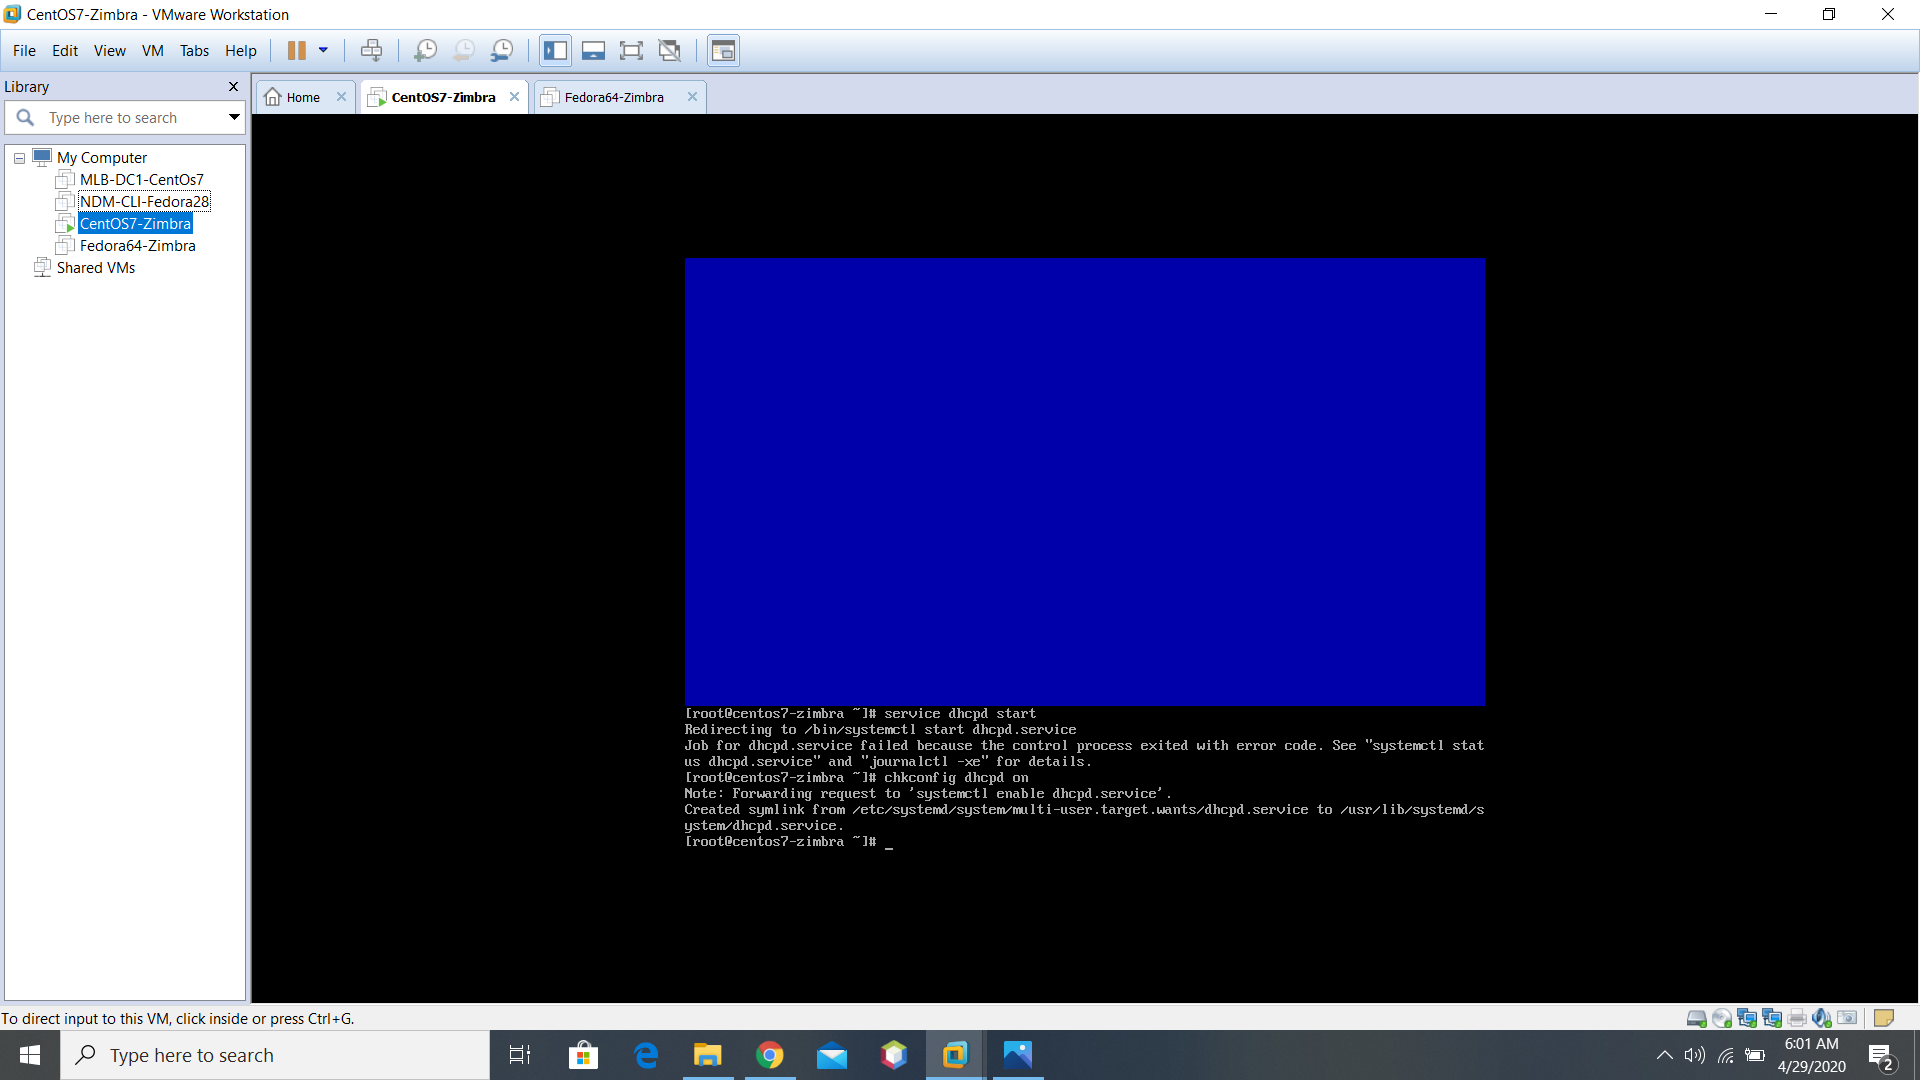 CentOS7-Zimbra - VMware Workstation
File Edit View VM Tabs Help
Library x
Type here to search
Home
CentOS7-Zimbra
Fedora64-Zimbra
My Computer
MLB-DC1-CentOs7
NDM-CLI-Fedora28
CentOS7-Zimbra
Fedora64-Zimbra
Shared VMs
[root@centos7-zimbra ~]# service dhcpd start
Redirecting to /bin/systemctl start dhcpd.service
Job for dhcpd.service failed because the control process exited with error code. See "systemctl stat
us dhcpd.service" and "journalctl -xe" for details.
[root@centos7-zimbra ~]# chkconfig dhcpd on
Note: Forwarding request to 'systemctl enable dhcpd.service'.
Created symlink from /etc/systemd/system/multi-user.target.wants/dhcpd.service to /usr/lib/systemd/s
ystem/dhcpd.service.
[root@centos7-zimbra ~]# _
To direct input to this VM, click inside or press Ctrl+G.
Type here to search
6:01 AM
4/29/2020
2